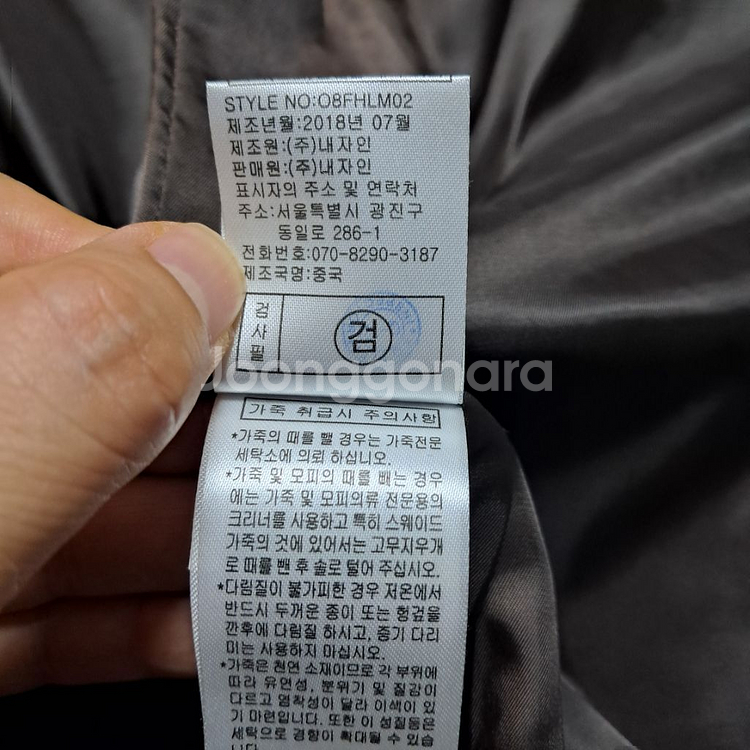 STYLE NO:O8FHLM02
제조년월:2018년 07월
제조원:(주)내자인
판매원:(주)내자인
표시자의 주소 및 연락처
주소:서울특별시 광진구
동일로 286-1
전화번호:070-8290-3187
제조국명:중국
검사필
검
joonggonara
가죽 취급시 주의사항
*가죽의 때를 뺄 경우는 가죽전문
세탁소에 의뢰 하십시오.
*가죽 및 모피의 때를 빼는 경우
에는 가죽 및 모피의류 전문용의
크리너를 사용하고 특히 스웨이드
가죽의 것에 있어서는 고무지우개
로 때를 뺀 후 솔로 털어 주십시오.
*다림질이 불가피한 경우 저온에서
반드시 두꺼운 종이 또는 헝겊을
깐후에 다림질 하시고, 증기 다리
미는 사용하지 마십시오.
*가죽은 천연 소재이므로 각 부위에
따라 유연성, 분위기 및 질감이
다르고 염착성이 달라 이색이 있
기 마련입니다. 또한 이 성질등은
세탁으로 경향이 확대될 수 있습
니다.